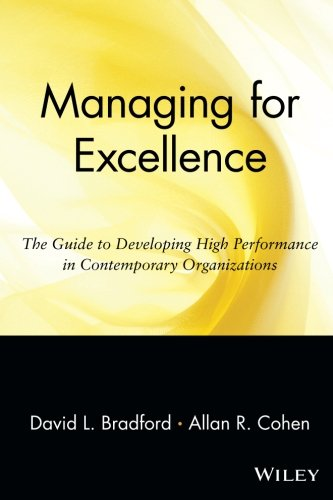 Managing for
Excellence
The Guide to Developing High Performance
in Contemporary Organizations
David L. Bradford • Allan R. Cohen
WILEY